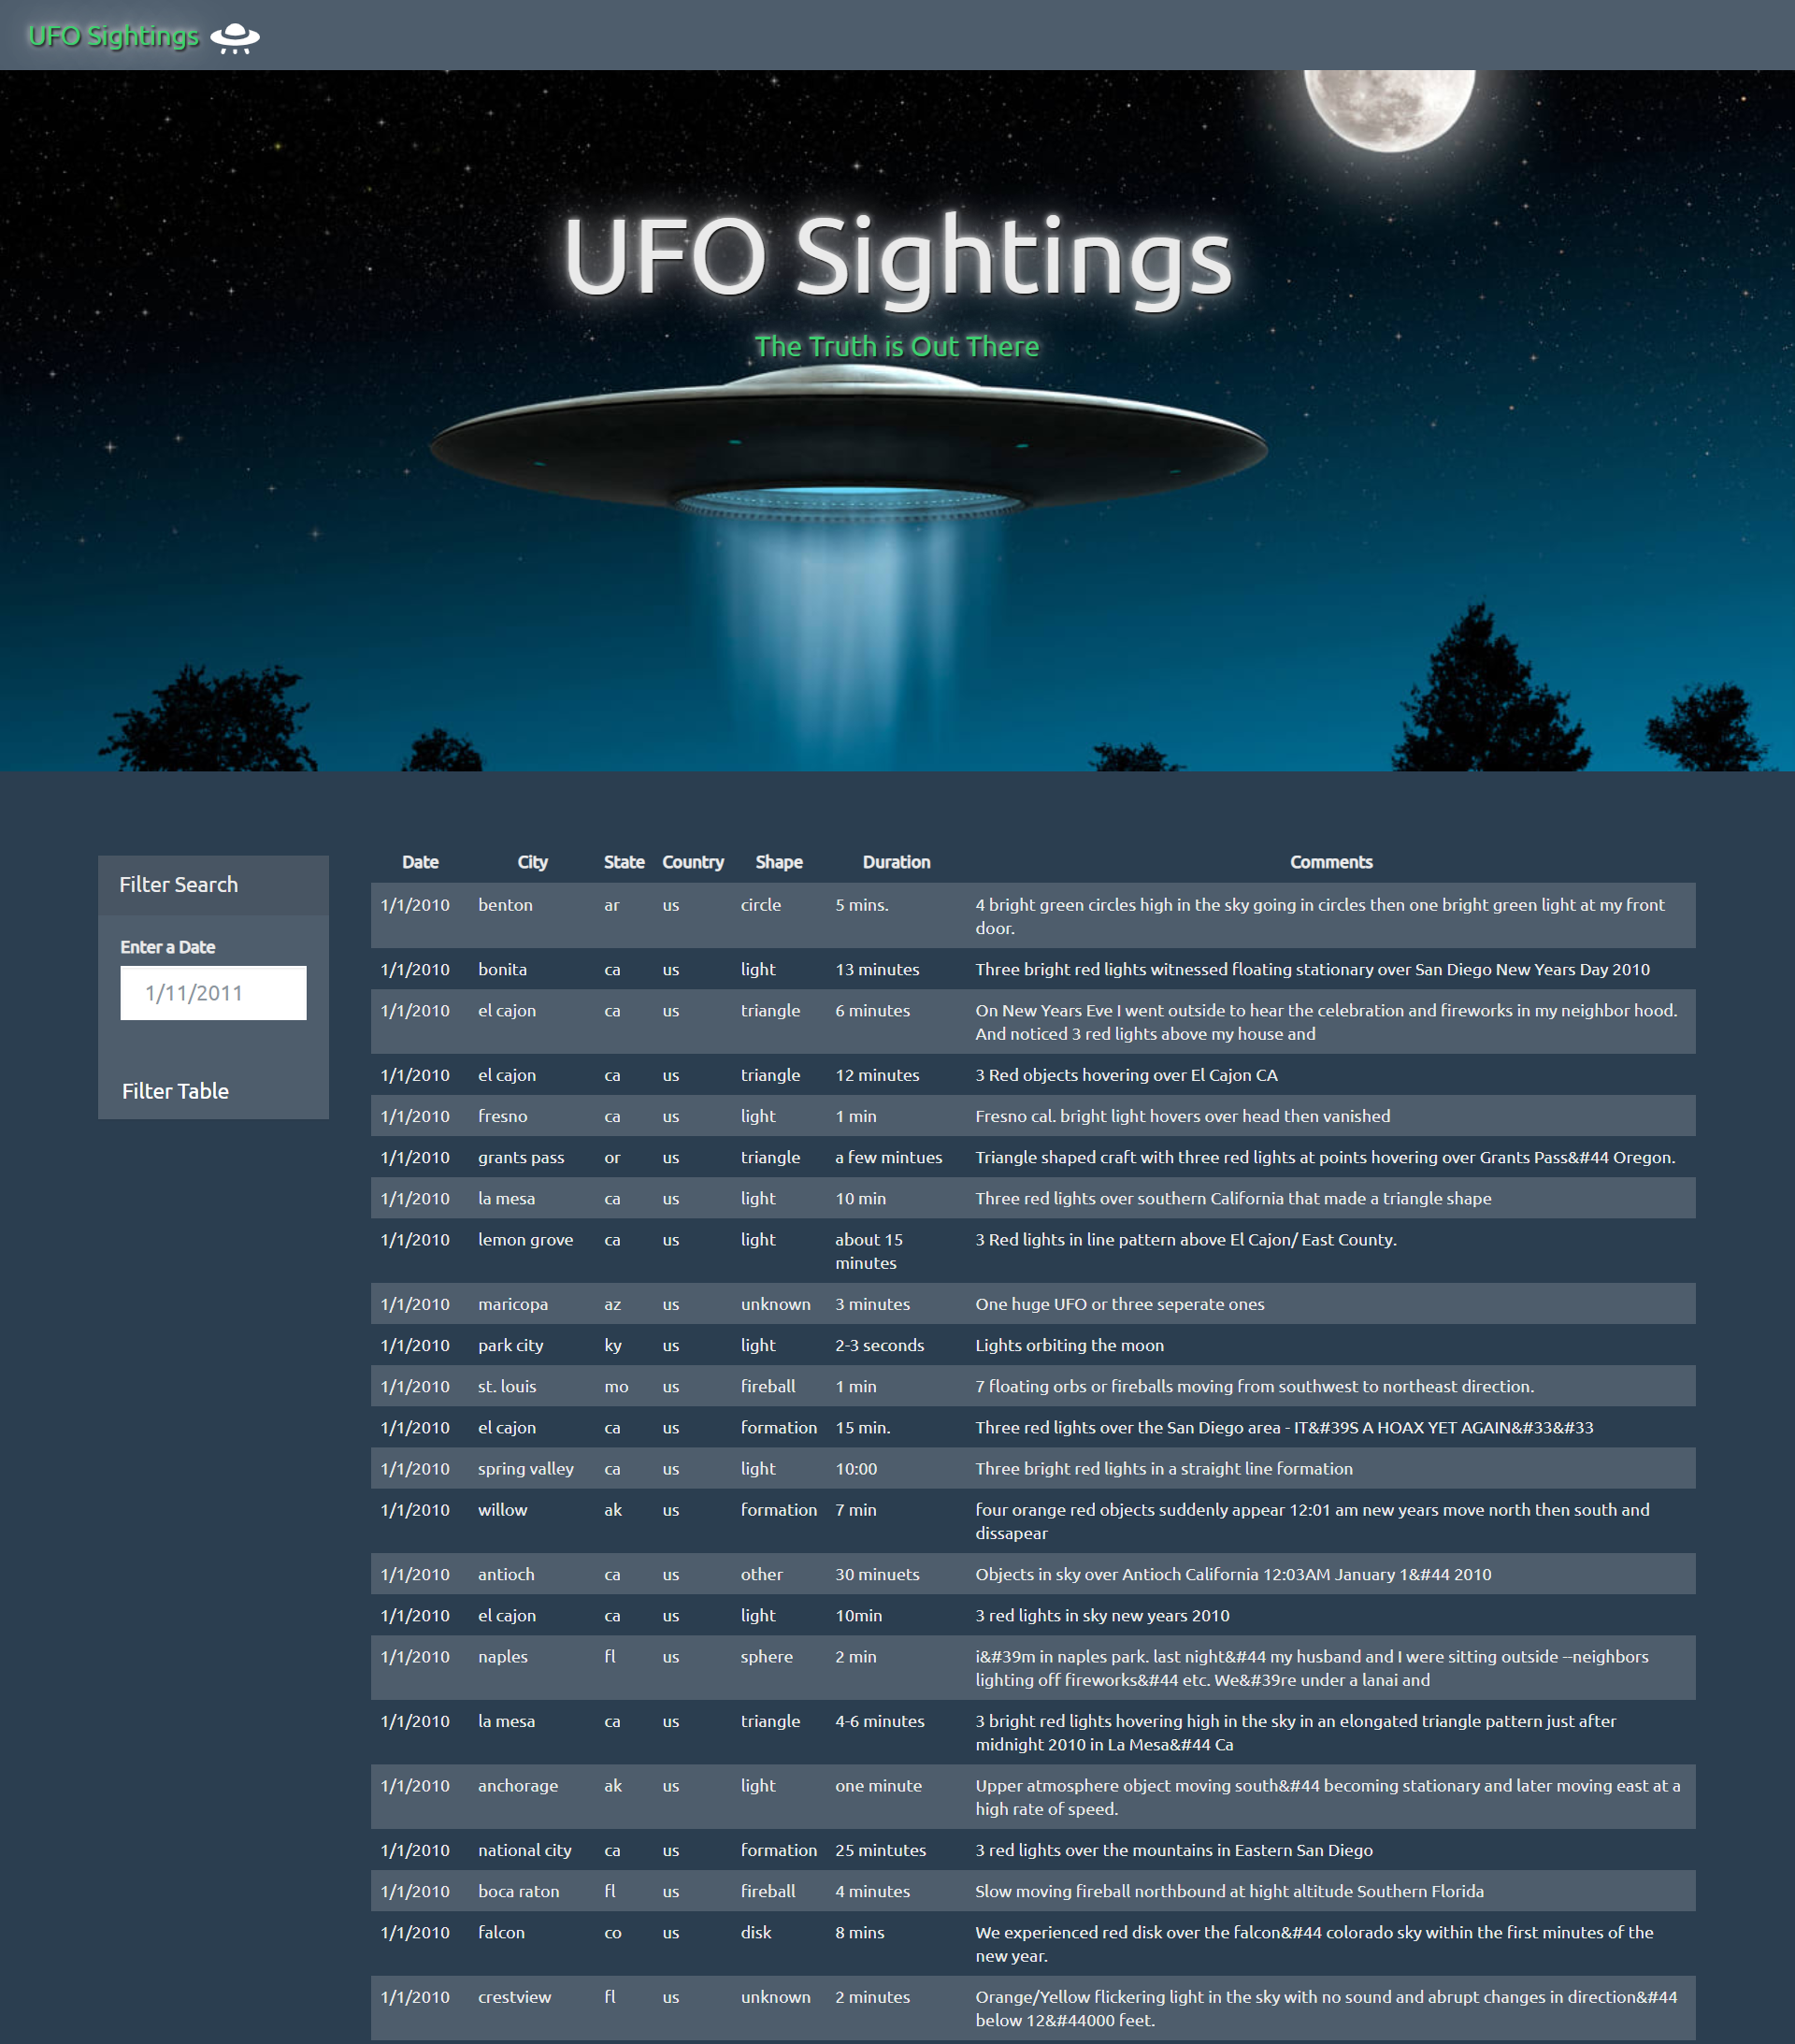 UFO Sightings
UFO Sightings
The Truth is Out There
Filter Search
Enter a Date
1/11/2011
Filter Table
Date City State Country Shape Duration Comments
1/1/2010 benton ar us circle 5 mins. 4 bright green circles high in the sky going in circles then one bright green light at my front
door.
1/1/2010 bonita ca us light 13 minutes Three bright red lights witnessed floating stationary over San Diego New Years Day 2010
1/1/2010 el cajon ca us triangle 6 minutes On New Years Eve I went outside to hear the celebration and fireworks in my neighbor hood.
And noticed 3 red lights above my house and
1/1/2010 el cajon ca us triangle 12 minutes 3 Red objects hovering over El Cajon CA
1/1/2010 fresno ca us light 1 min Fresno cal. bright light hovers over head then vanished
1/1/2010 grants pass or us triangle a few mintues Triangle shaped craft with three red lights at points hovering over Grants Pass&#44 Oregon.
1/1/2010 la mesa ca us light 10 min Three red lights over southern California that made a triangle shape
1/1/2010 lemon grove ca us light about 15 3 Red lights in line pattern above El Cajon/ East County.
minutes
1/1/2010 maricopa az us unknown 3 minutes One huge UFO or three seperate ones
1/1/2010 park city ky us light 2-3 seconds Lights orbiting the moon
1/1/2010 st. louis mo us fireball 1 min 7 floating orbs or fireballs moving from southwest to northeast direction.
1/1/2010 el cajon ca us formation 15 min. Three red lights over the San Diego area - IT&#39S A HOAX YET AGAIN&#33&#33
1/1/2010 spring valley ca us light 10:00 Three bright red lights in a straight line formation
1/1/2010 willow ak us formation 7 min four orange red objects suddenly appear 12:01 am new years move north then south and
dissapear
1/1/2010 antioch ca us other 30 minuets Objects in sky over Antioch California 12:03AM January 1&#44 2010
1/1/2010 el cajon ca us light 10min 3 red lights in sky new years 2010
1/1/2010 naples fl us sphere 2 min i&#39m in naples park. last night&#44 my husband and I were sitting outside --neighbors
lighting off fireworks&#44 etc. We&#39re under a lanai and
1/1/2010 la mesa ca us triangle 4-6 minutes 3 bright red lights hovering high in the sky in an elongated triangle pattern just after
midnight 2010 in La Mesa&#44 Ca
1/1/2010 anchorage ak us light one minute Upper atmosphere object moving south&#44 becoming stationary and later moving east at a
high rate of speed.
1/1/2010 national city ca us formation 25 mintutes 3 red lights over the mountains in Eastern San Diego
1/1/2010 boca raton fl us fireball 4 minutes Slow moving fireball northbound at hight altitude Southern Florida
1/1/2010 falcon co us disk 8 mins We experienced red disk over the falcon&#44 colorado sky within the first minutes of the
new year.
1/1/2010 crestview fl us unknown 2 minutes Orange/Yellow flickering light in the sky with no sound and abrupt changes in direction&#44
below 12&#44000 feet.